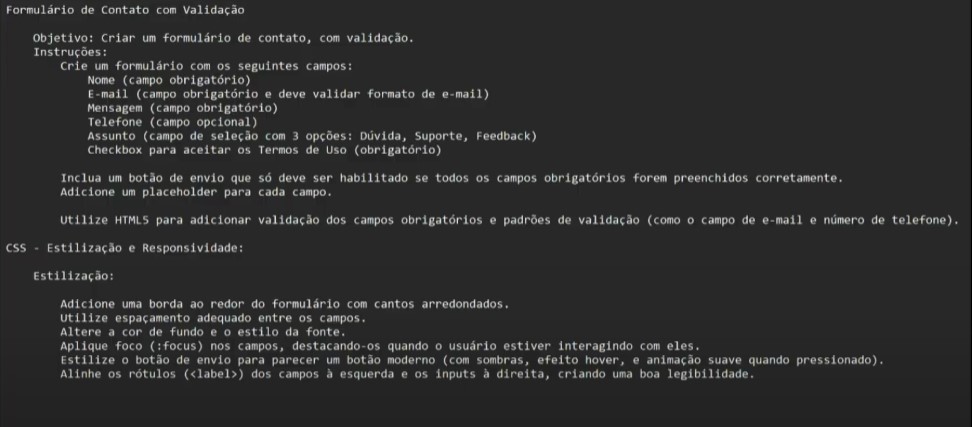 Formulário de Contato com Validação
Objetivo: Criar um formulário de contato, com validação.
Instruções:
Crie um formulário com os seguintes campos:
Nome (campo obrigatório)
E-mail (campo obrigatório e deve validar formato de e-mail)
Mensagem (campo obrigatório)
Telefone (campo opcional)
Assunto (campo de seleção com 3 opções: Dúvida, Suporte, Feedback)
Checkbox para aceitar os Termos de Uso (obrigatório)
Inclua um botão de envio que só deve ser habilitado se todos os campos obrigatórios forem preenchidos corretamente.
Adicione um placeholder para cada campo.
Utilize HTML5 para adicionar validação dos campos obrigatórios e padrões de validação (como o campo de e-mail e número de telefone).
CSS - Estilização e Responsividade:
Estilização:
Adicione uma borda ao redor do formulário com cantos arredondados.
Utilize espaçamento adequado entre os campos.
Altere a cor de fundo e o estilo da fonte.
Aplique foco (:focus) nos campos, destacando-os quando o usuário estiver interagindo com eles.
Estilize o botão de envio para parecer um botão moderno (com sombras, efeito hover, e animação suave quando pressionado).
Alinhe os rótulos (<label>) dos campos à esquerda e os inputs à direita, criando uma boa legibilidade.